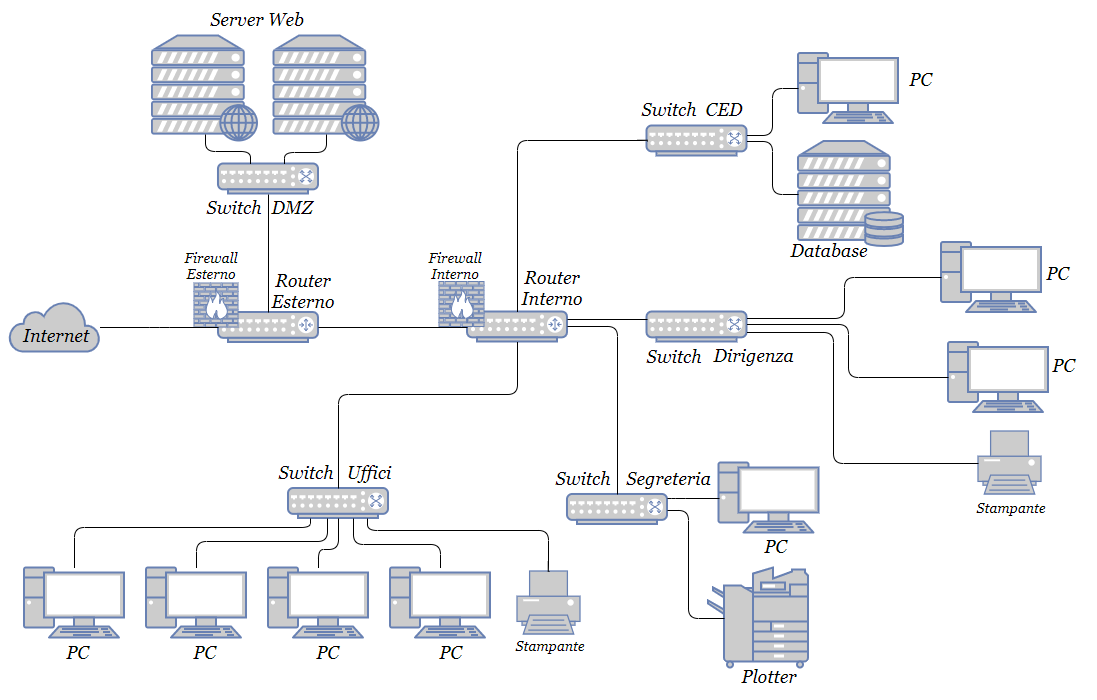 Server Web
PC
Switch CED
Switch DMZ
Database
Firewall
Esterno
Firewall
Interno
Router
Esterno
Router
Interno
PC
Internet
Switch Dirigenza
PC
Switch Uffici
Switch Segreteria
Stampante
PC
PC
PC
PC
PC
Stampante
Plotter